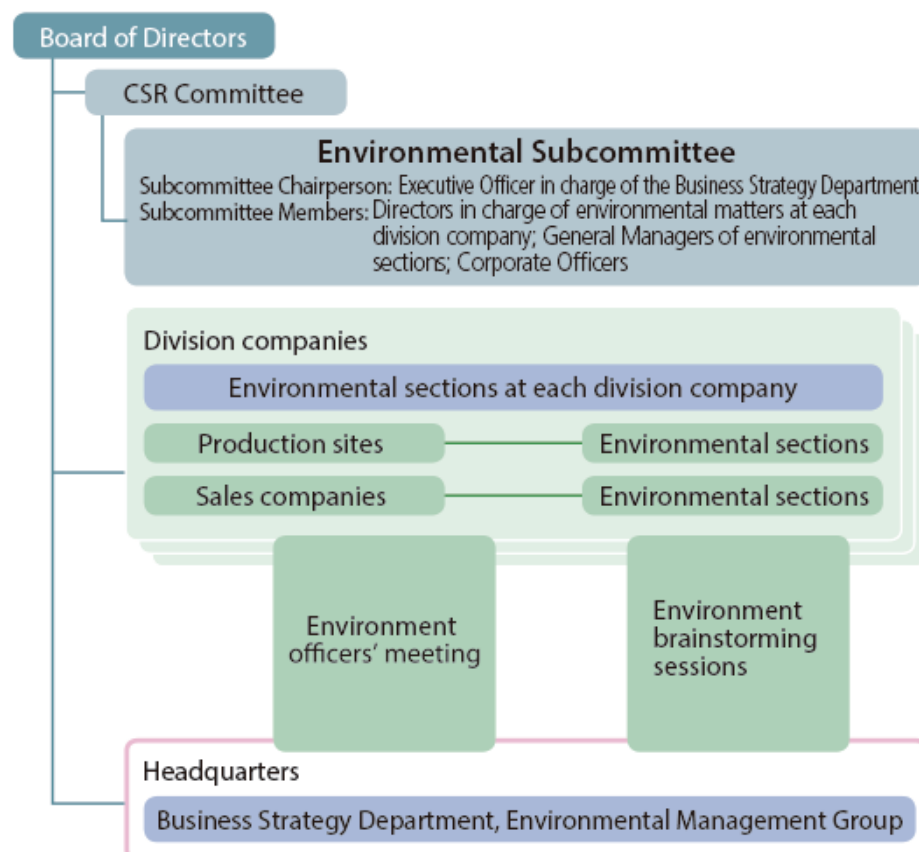 Board of Directors
CSR Committee
Environmental Subcommittee
Subcommittee Chairperson: Executive Officer in charge of the Business Strategy Department
Subcommittee Members: Directors in charge of environmental matters at each
division company; General Managers of environmental
sections; Corporate Officers
Division companies
Environmental sections at each division company
Production sites Environmental sections
Sales companies Environmental sections
Environment
officers’ meeting
Environment
brainstorming
sessions
Headquarters
Business Strategy Department, Environmental Management Group